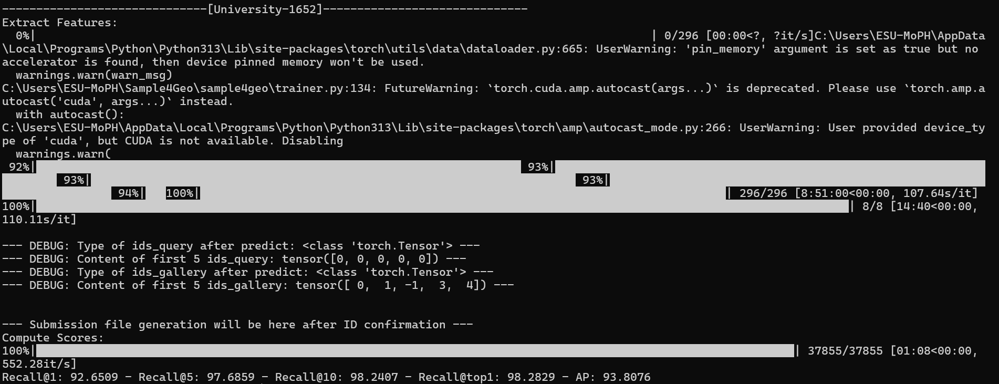 ------------------------------[University-1652]------------------------------
Extract Features:
  0%|          | 0/296 [00:00<?, ?it/s]C:\Users\ESU-MoPH\AppData
\Local\Programs\Python\Python313\Lib\site-packages\torch\utils\data\dataloader.py:665: UserWarning: 'pin_memory' argument is set as true but no
accelerator is found, then device pinned memory won't be used.
  warnings.warn(warn_msg)
C:\Users\ESU-MoPH\Sample4Geo\sample4geo\trainer.py:134: FutureWarning: `torch.cuda.amp.autocast(args...)` is deprecated. Please use `torch.amp.a
utocast('cuda', args...)` instead.
  with autocast():
C:\Users\ESU-MoPH\AppData\Local\Programs\Python\Python313\Lib\site-packages\torch\amp\autocast_mode.py:266: UserWarning: User provided device_ty
pe of 'cuda', but CUDA is not available. Disabling
  warnings.warn(
 92%| 93%|
 93%| 93%|
 94%| 100%| | 296/296 [8:51:00<00:00, 107.64s/it]
100%| | 8/8 [14:40<00:00,
110.11s/it]
--- DEBUG: Type of ids_query after predict: <class 'torch.Tensor'> ---
--- DEBUG: Content of first 5 ids_query: tensor([0, 0, 0, 0, 0]) ---
--- DEBUG: Type of ids_gallery after predict: <class 'torch.Tensor'> ---
--- DEBUG: Content of first 5 ids_gallery: tensor([ 0,  1, -1,  3,  4]) ---
--- Submission file generation will be here after ID confirmation ---
Compute Scores:
100%| | 37855/37855 [01:08<00:00,
552.28it/s]
Recall@1: 92.6509 - Recall@5: 97.6859 - Recall@10: 98.2407 - Recall@top1: 98.2829 - AP: 93.8076